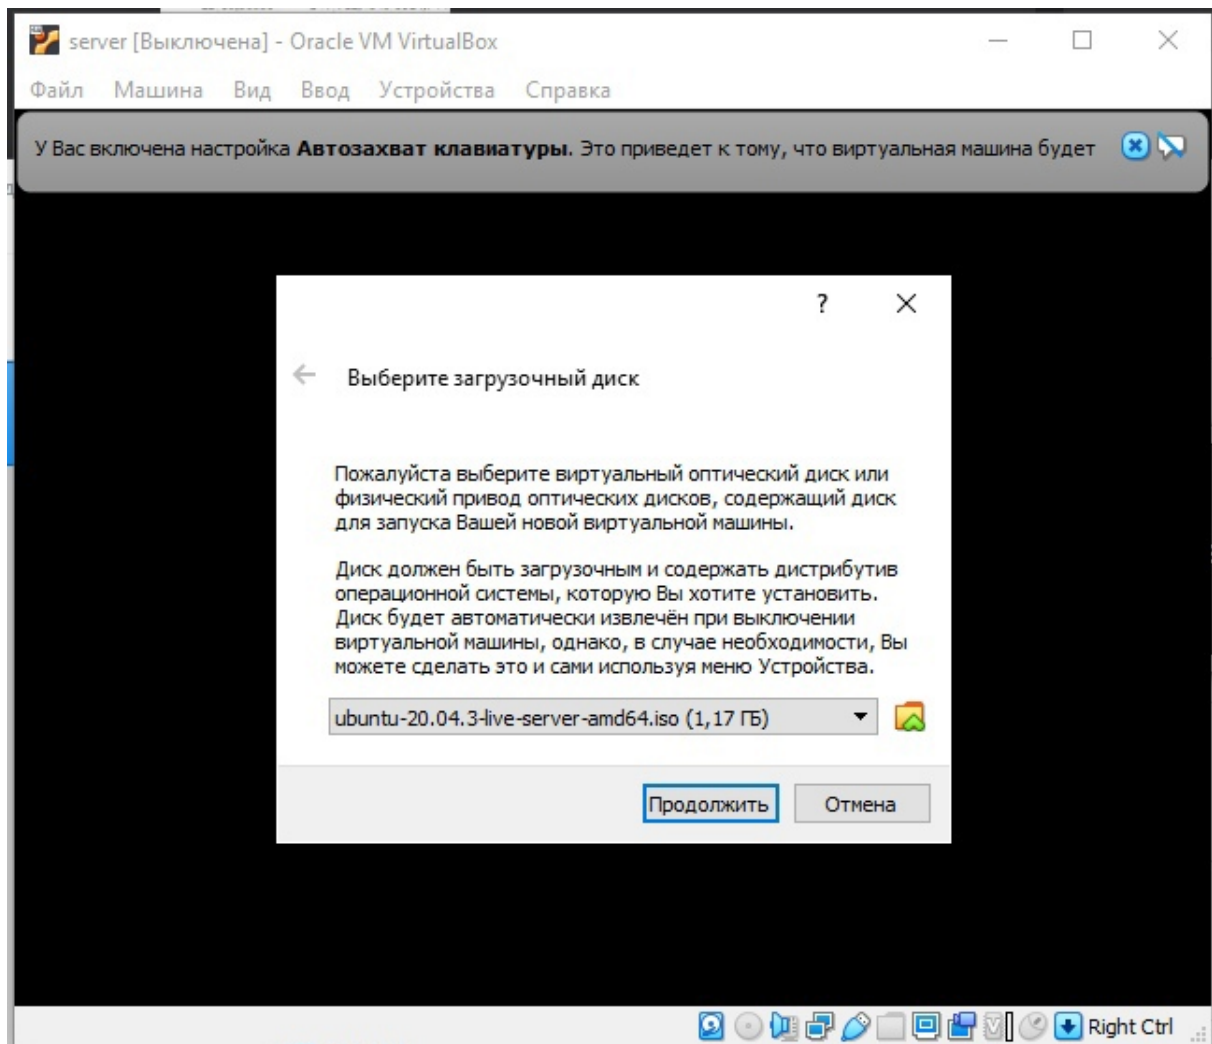 server [Выключена] - Oracle VM VirtualBox
Файл Машина Вид Ввод Устройства Справка
У Вас включена настройка Автозахват клавиатуры. Это приведет к тому, что виртуальная машина будет
?
Выберите загрузочный диск
Пожалуйста выберите виртуальный оптический диск или
физический привод оптических дисков, содержащий диск
для запуска Вашей новой виртуальной машины.
Диск должен быть загрузочным и содержать дистрибутив
операционной системы, которую Вы хотите установить.
Диск будет автоматически извлечён при выключении
виртуальной машины, однако, в случае необходимости, Вы
можете сделать это и сами используя меню Устройства.
ubuntu-20.04.3-live-server-amd64.iso (1,17 ГБ)
Продолжить Отмена
Right Ctrl